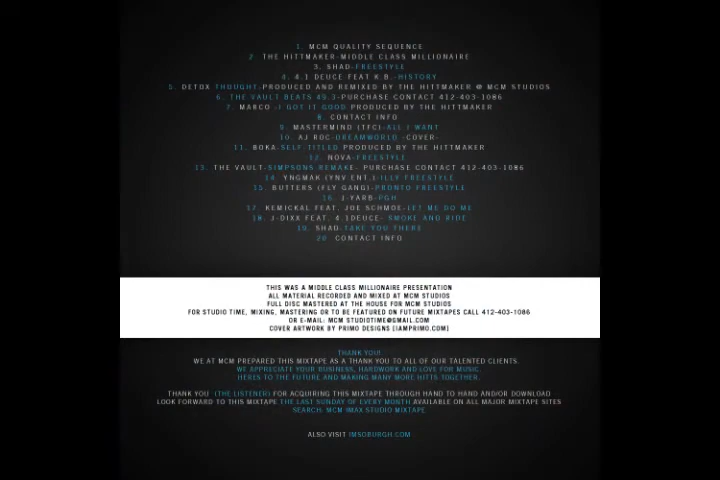 1. MCM QUALITY SEQUENCE
2. THE HITTMAKER-MIDDLE CLASS MILLIONAIRE
3. SHAD-FREESTYLE
4. 4.1 DEUCE FEAT K.B.-HISTORY
5. DETOX THOUGHT-PRODUCED AND REMIXED BY THE HITTMAKER @ MCM STUDIOS
6. THE VAULT BEATS 49.3-PURCHASE CONTACT 412-403-1086
7. MARCO -I GOT IT GOOD PRODUCED BY THE HITTMAKER
8. CONTACT INFO
9. MASTERMIND (TFC)-ALL I WANT
10. AJ ROC-DREAMWORLD -COVER-
11. BOKA-SELF-TITLED PRODUCED BY THE HITTMAKER
12. NOVA-FREESTYLE
13. THE VAULT-SIMPSONS REMAKE- PURCHASE CONTACT 412-403-1086
14. YNGMAK (YNV ENT.)-ILLY FREESTYLE
15. BUTTERS (FLY GANG)-PRONTO FREESTYLE
16. J-YARB-PGH
17. KEMICKAL FEAT. JOE SCHMOE-LET ME DO ME
18. J-DIXX FEAT. 4.1DEUCE- SMOKE AND RIDE
19. SHAD-TAKE YOU THERE
20. CONTACT INFO
THIS WAS A MIDDLE CLASS MILLIONAIRE PRESENTATION
ALL MATERIAL RECORDED AND MIXED AT MCM STUDIOS
FULL DISC MASTERED AT THE HOUSE FOR MCM STUDIOS
FOR STUDIO TIME, MIXING, MASTERING OR TO BE FEATURED ON FUTURE MIXTAPES CALL 412-403-1086
OR E-MAIL: MCM STUDIOTIME@GMAIL.COM
COVER ARTWORK BY PRIMO DESIGNS [IAMPRIMO.COM]
THANK YOU!
WE AT MCM PREPARED THIS MIXTAPE AS A THANK YOU TO ALL OF OUR TALENTED CLIENTS.
WE APPRECIATE YOUR BUSINESS, HARDWORK AND LOVE FOR MUSIC.
HERES TO THE FUTURE AND MAKING MANY MORE HITTS TOGETHER.
THANK YOU (THE LISTENER) FOR ACQUIRING THIS MIXTAPE THROUGH HAND TO HAND AND/OR DOWNLOAD
LOOK FORWARD TO THIS MIXTAPE THE LAST SUNDAY OF EVERY MONTH AVAILABLE ON ALL MAJOR MIXTAPE SITES
SEARCH: MCM IMAX STUDIO MIXTAPE
ALSO VISIT IMSOBURGH.COM